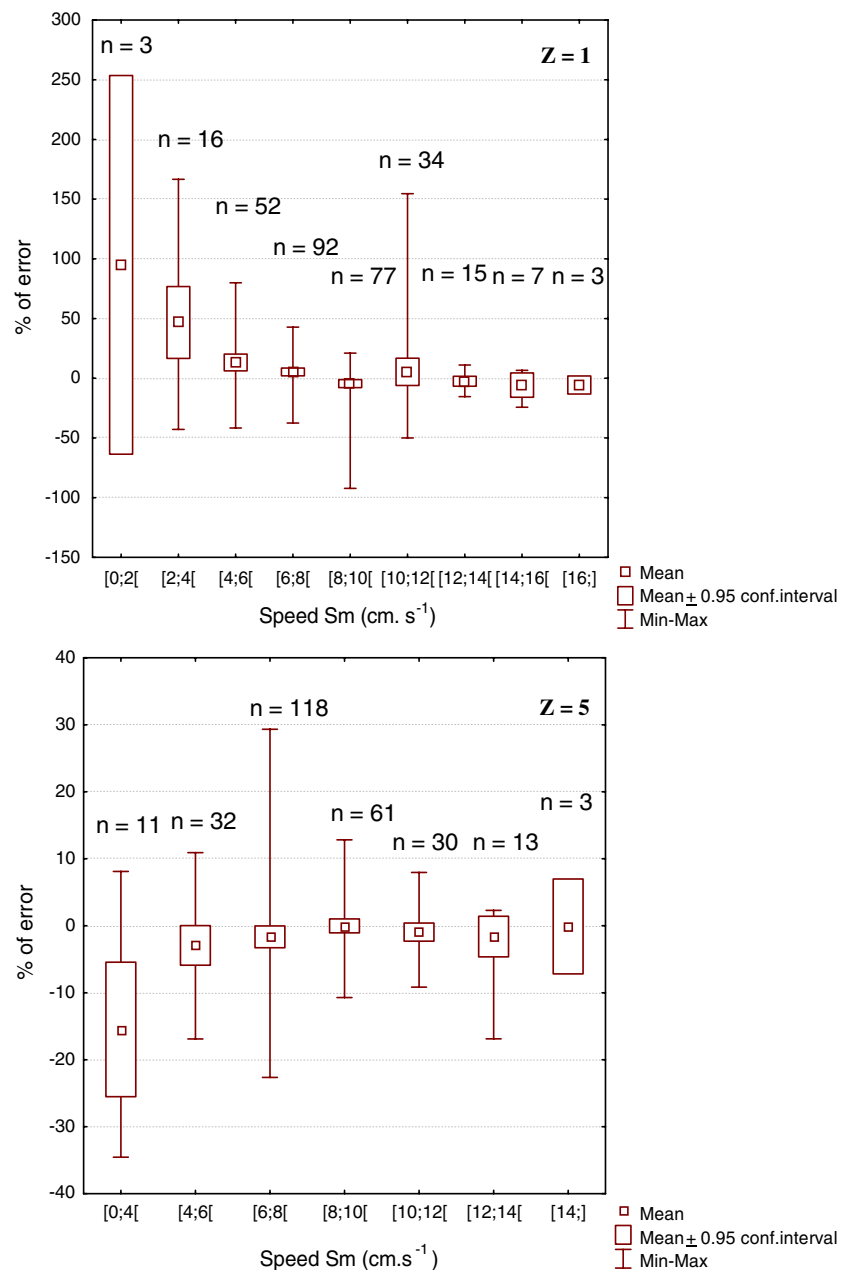 300
250
200
150
100
50
0
-50
-100
-150
% of error
n = 3
n = 16
n = 52
n = 92
n = 77
n = 34
n = 15
n = 7
n = 3
Z = 1
[0;2[ [2;4[ [4;6[ [6;8[ [8;10[ [10;12[ [12;14[ [14;16[ [16;]
Speed Sm (cm. s⁻¹)
Mean
Mean ± 0.95 conf.interval
Min-Max
40
30
20
10
0
-10
-20
-30
-40
% of error
n = 11
n = 32
n = 118
n = 61
n = 30
n = 13
n = 3
Z = 5
[0;4[ [4;6[ [6;8[ [8;10[ [10;12[ [12;14[ [14;]
Speed Sm (cm.s⁻¹)
Mean
Mean ± 0.95 conf.interval
Min-Max